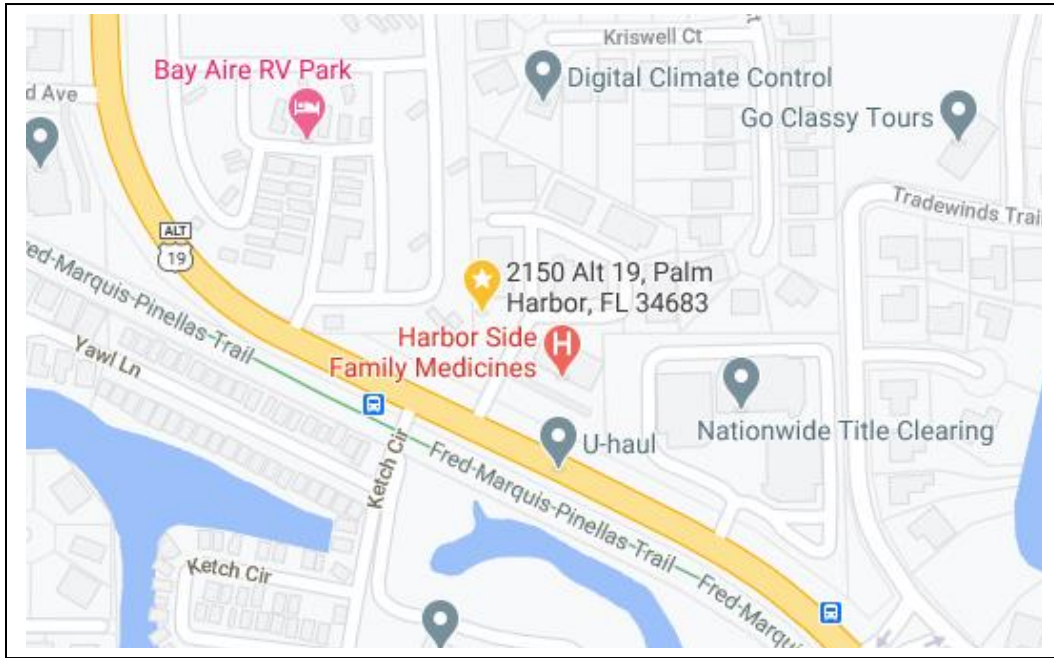 Kriswell Ct
Bay Aire RV Park
Digital Climate Control
d Ave
Go Classy Tours
Tradewinds Trail
ALT
19
ed-Marquis-Pinellas-Trail
2150 Alt 19, Palm
Harbor, FL 34683
Harbor Side
Family Medicines
H
Yawl Ln
Nationwide Title Clearing
U-haul
Ketch Cir
Fred-Marquis-Pinellas-Trail
Fred-Marqu
Ketch Cir